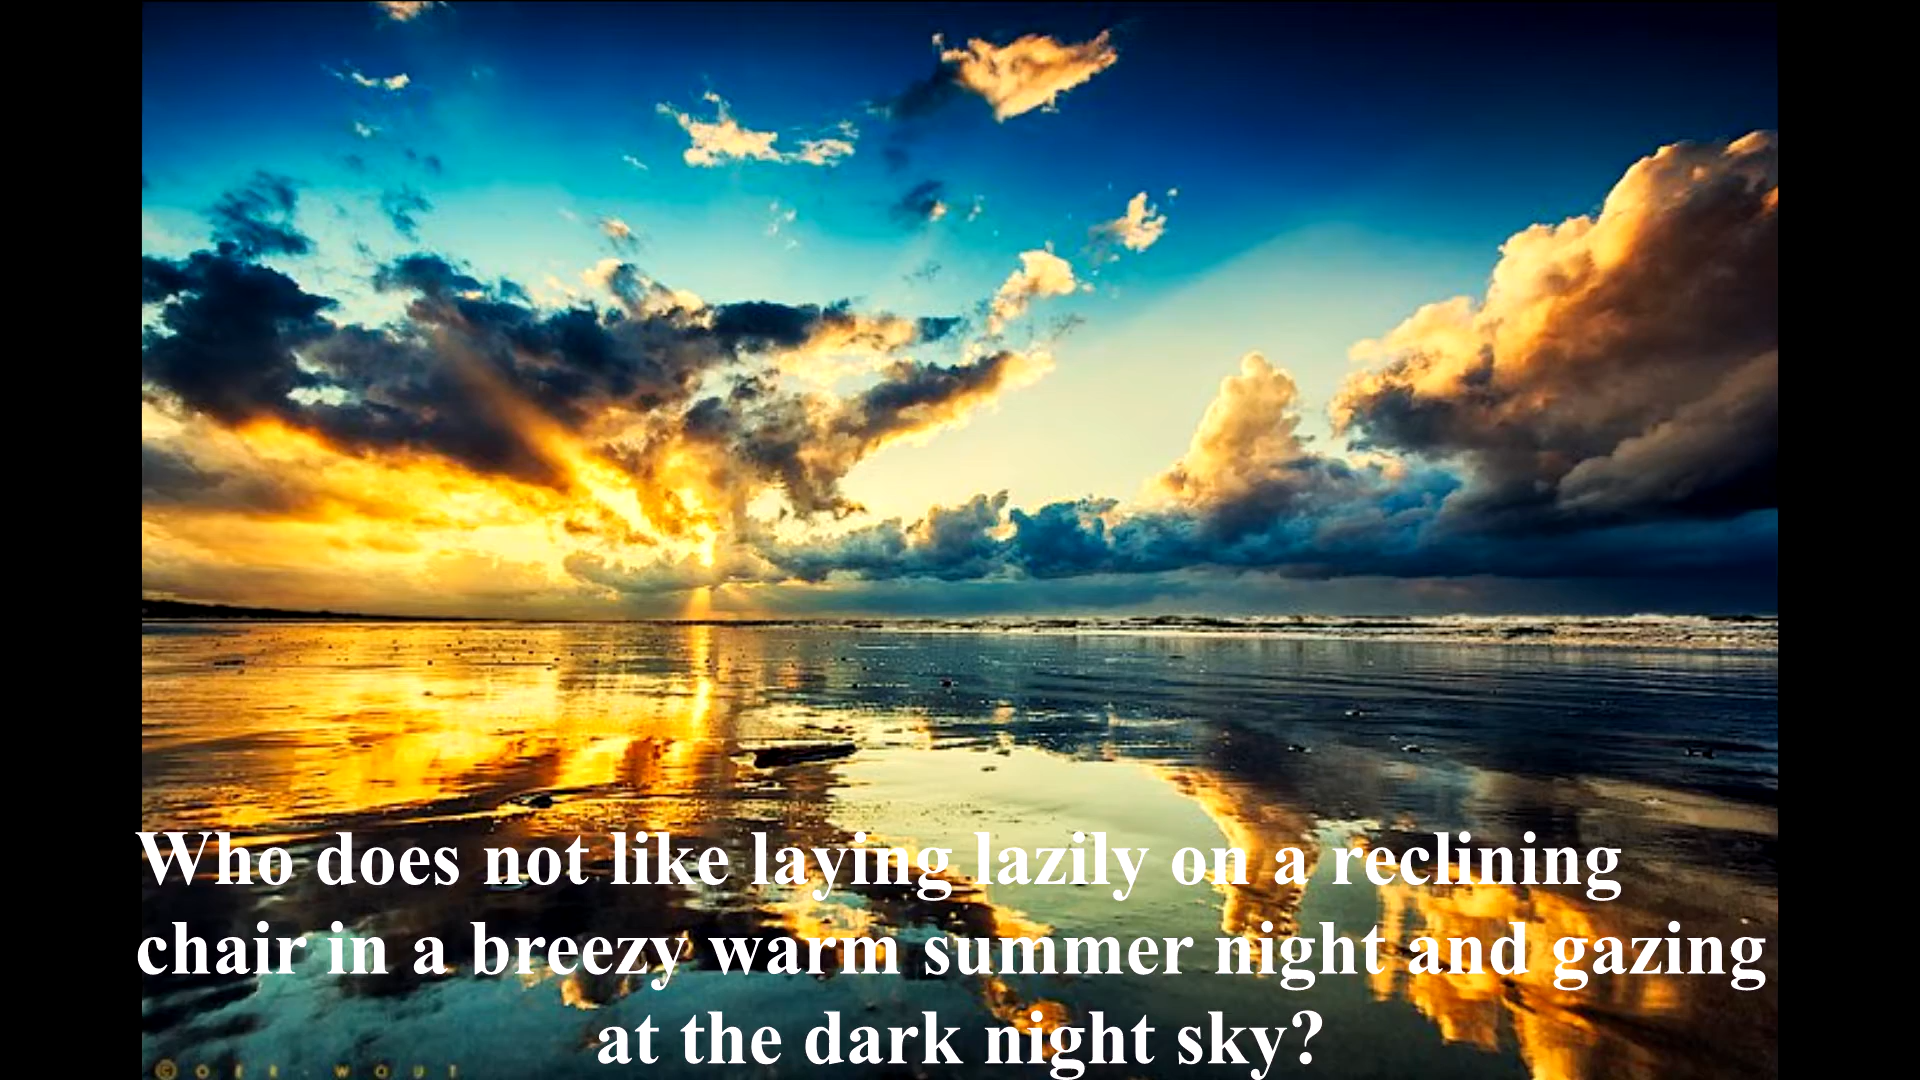 Who does not like laying lazily on a reclining
chair in a breezy warm summer night and gazing
at the dark night sky?